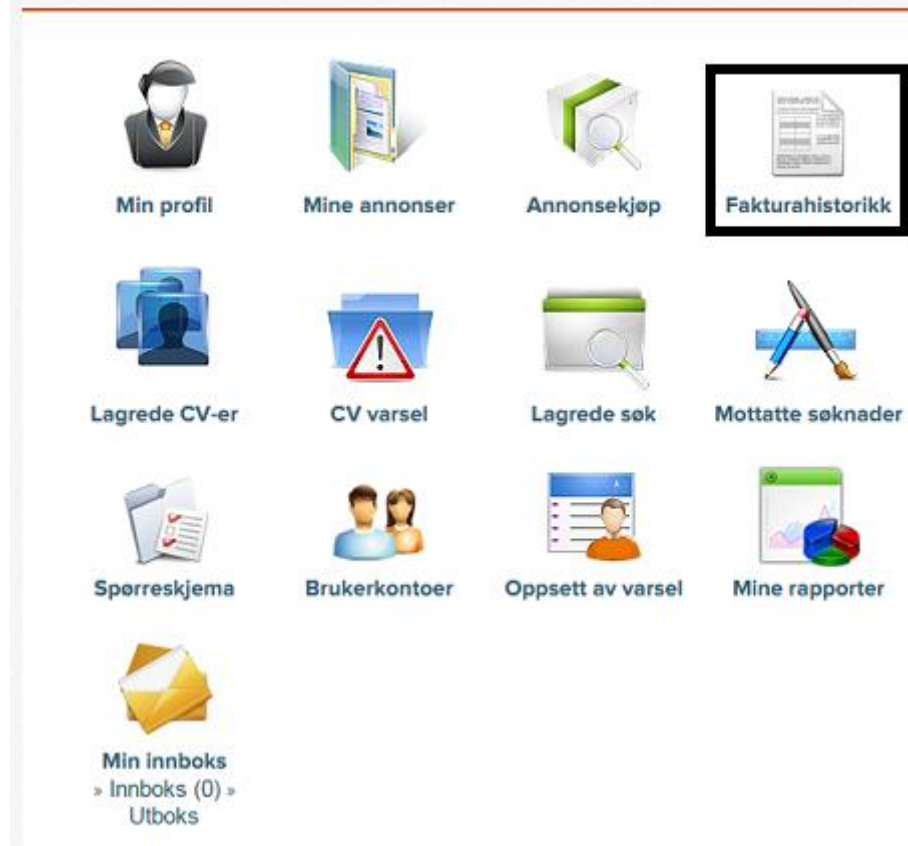 Min profil
Mine annonser
Annonsekjøp
Fakturahistorikk
Lagrede CV-er
CV varsel
Lagrede søk
Mottatte søknader
Spørreskjema
Brukerkontoer
Oppsett av varsel
Mine rapporter
Min innboks
» Innboks (0) »
Utboks